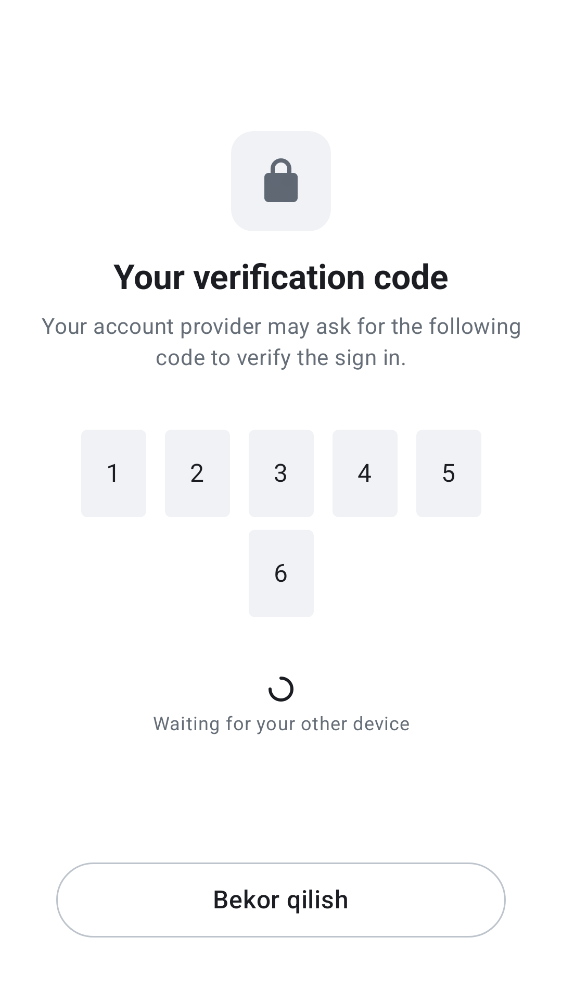 Your verification code
Your account provider may ask for the following
code to verify the sign in.
1 2 3 4 5
6
Waiting for your other device
Bekor qilish